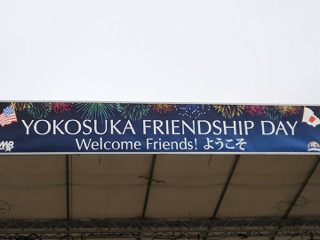 YOKOSUKA FRIENDSHIP DAY
Welcome Friends! ようこそ